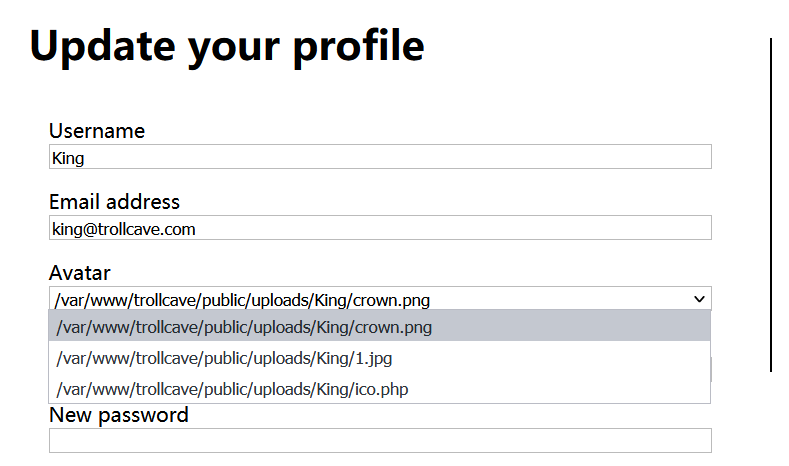 Update your profile
Username
King
Email address
king@trollcave.com
Avatar
/var/www/trollcave/public/uploads/King/crown.png
/var/www/trollcave/public/uploads/King/crown.png
/var/www/trollcave/public/uploads/King/1.jpg
/var/www/trollcave/public/uploads/King/ico.php
New password